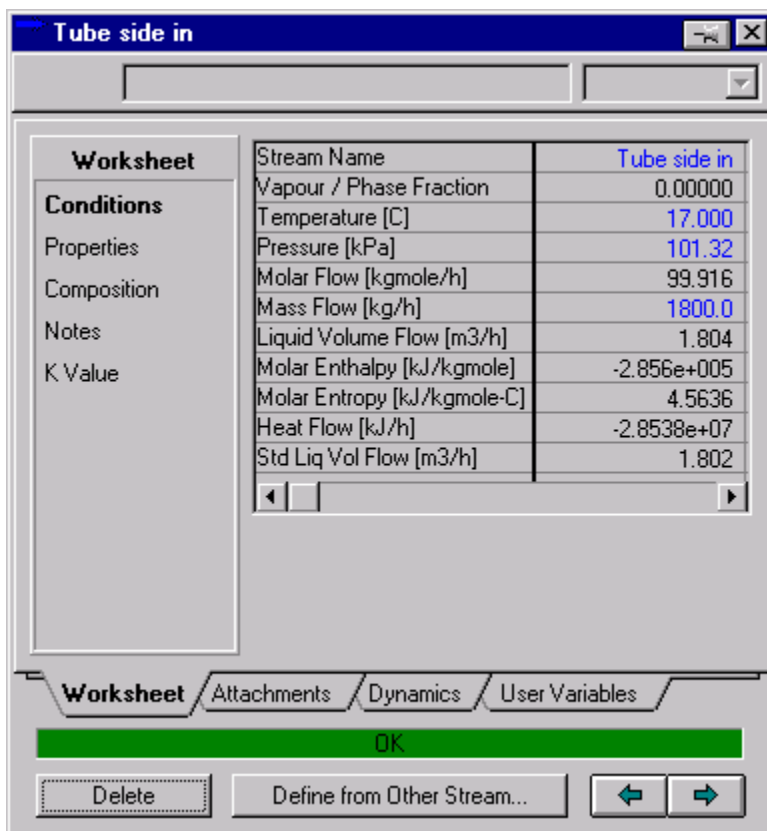 Tube side in
Worksheet
Conditions
Properties
Composition
Notes
K Value
Stream Name Tube side in
Vapour / Phase Fraction 0.00000
Temperature [C] 17.000
Pressure [kPa] 101.32
Molar Flow [kgmole/h] 99.916
Mass Flow [kg/h] 1800.0
Liquid Volume Flow [m3/h] 1.804
Molar Enthalpy [kJ/kgmole] -2.856e+005
Molar Entropy [kJ/kgmole-C] 4.5636
Heat Flow [kJ/h] -2.8538e+07
Std Liq Vol Flow [m3/h] 1.802
Worksheet Attachments Dynamics User Variables
OK
Delete Define from Other Stream...